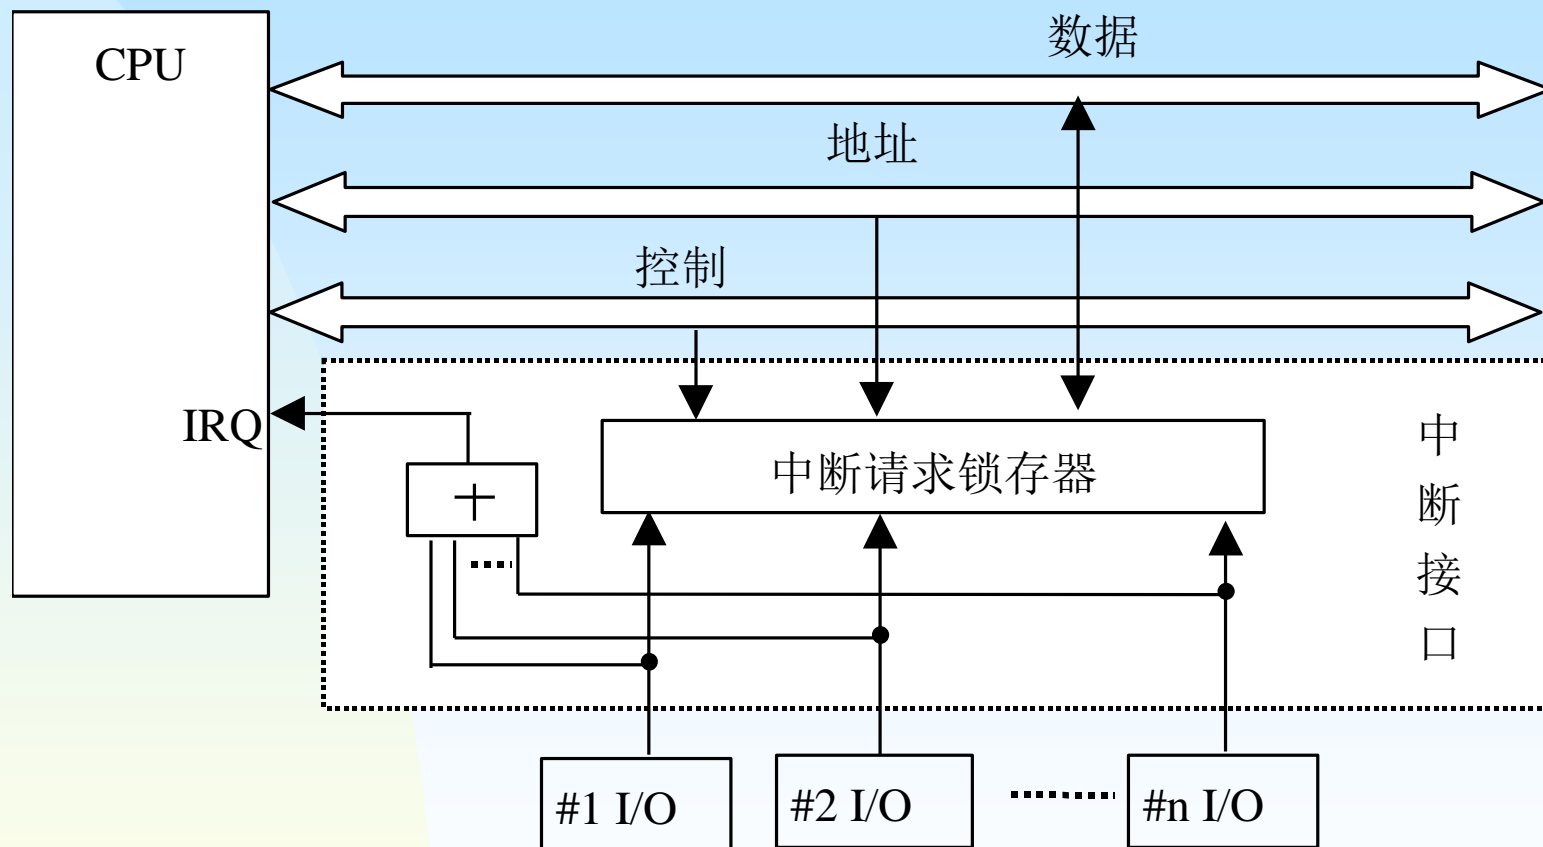 CPU
数据
地址
控制
IRQ
+
中断请求锁存器
中断接口
#1 I/O
#2 I/O
#n I/O